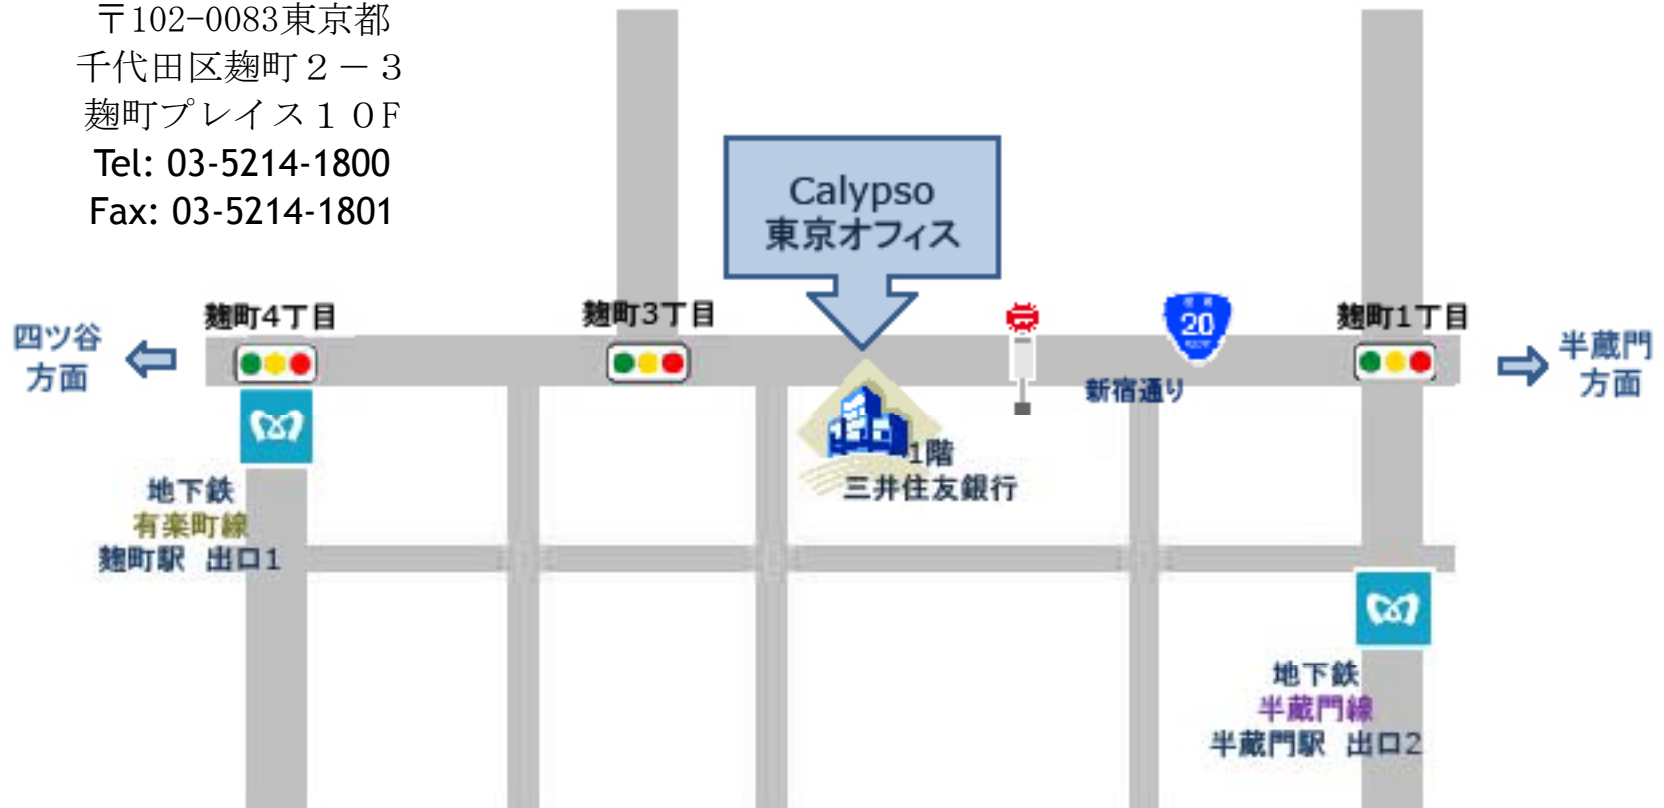 〒102-0083東京都
千代田区麹町２－３
麹町プレイス１０F
Tel: 03-5214-1800
Fax: 03-5214-1801
Calypso
東京オフィス
麹町4丁目
麹町3丁目
麹町1丁目
四ツ谷
方面
20
半蔵門
方面
新宿通り
1階
三井住友銀行
地下鉄
有楽町線
麹町駅 出口1
地下鉄
半蔵門線
半蔵門駅 出口2